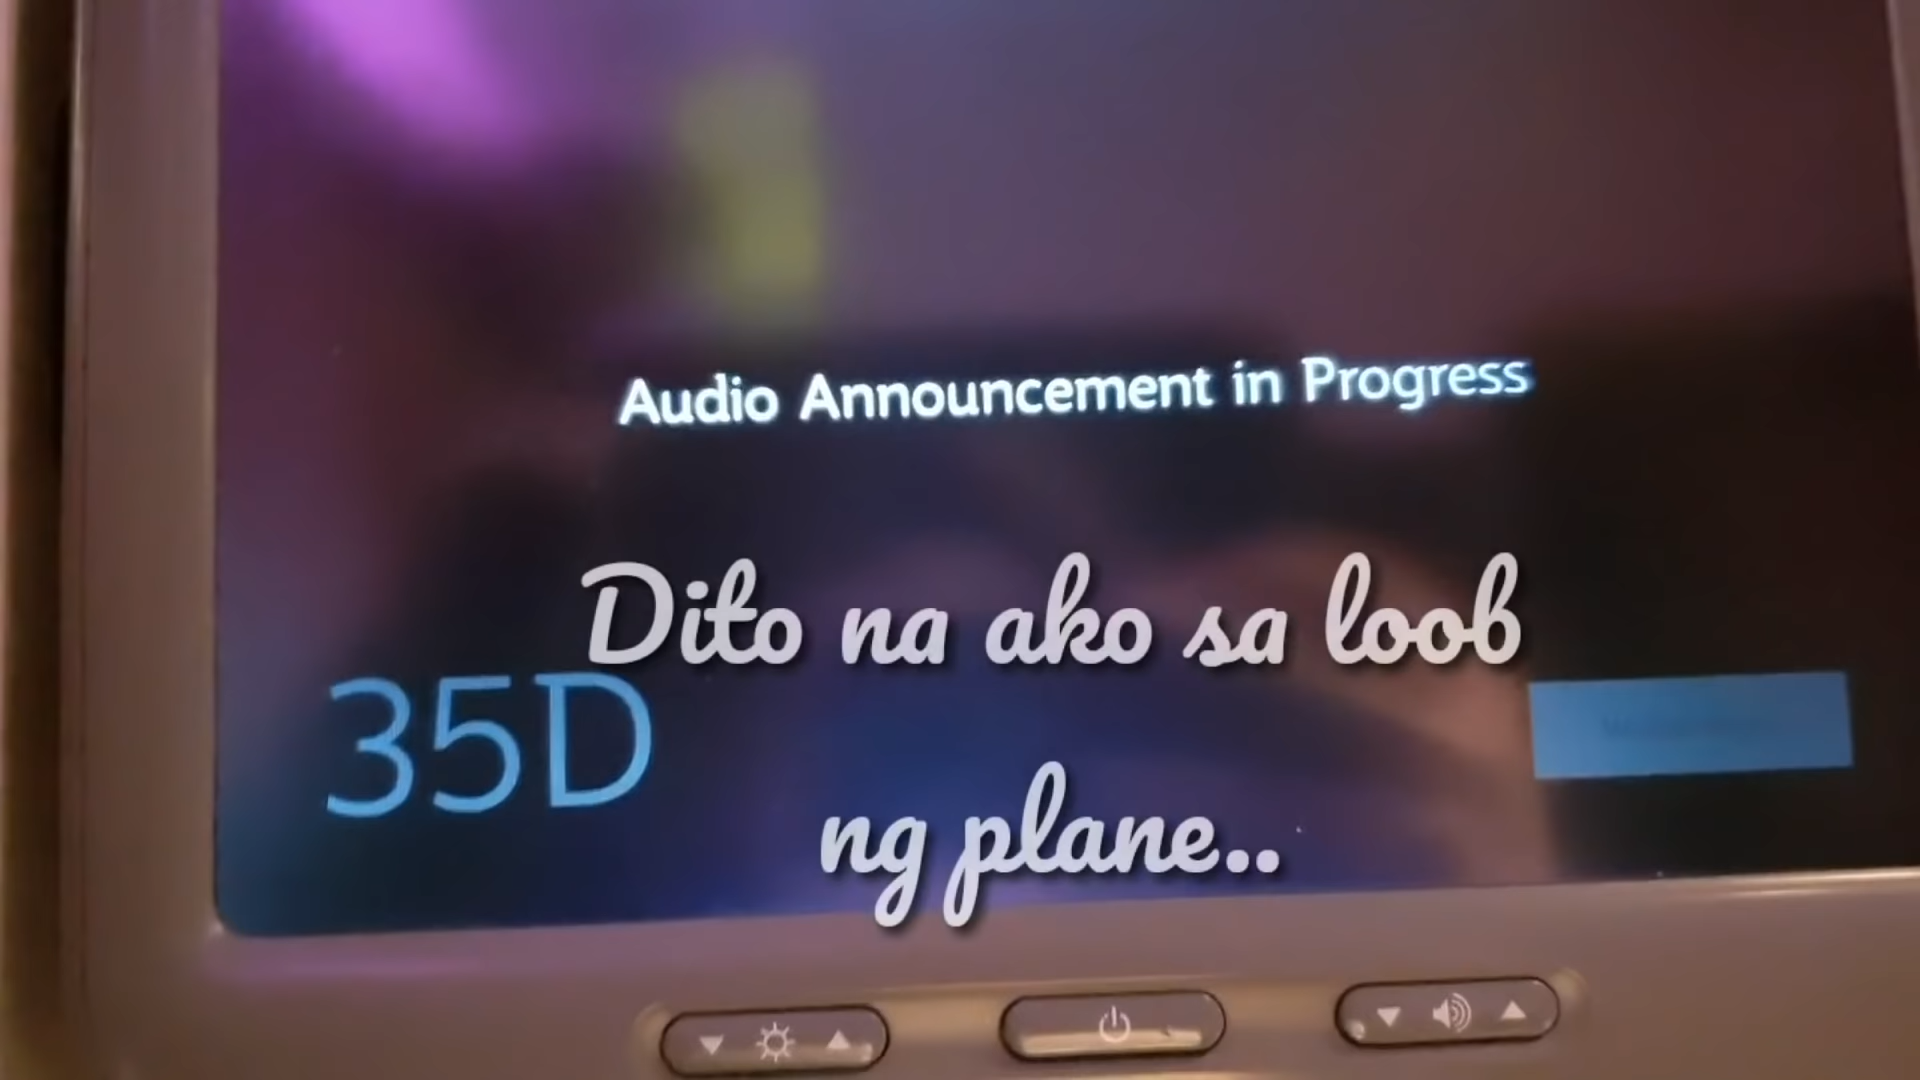 Audio Announcement in Progress
Dito na ako sa loob
35D
ng plane..